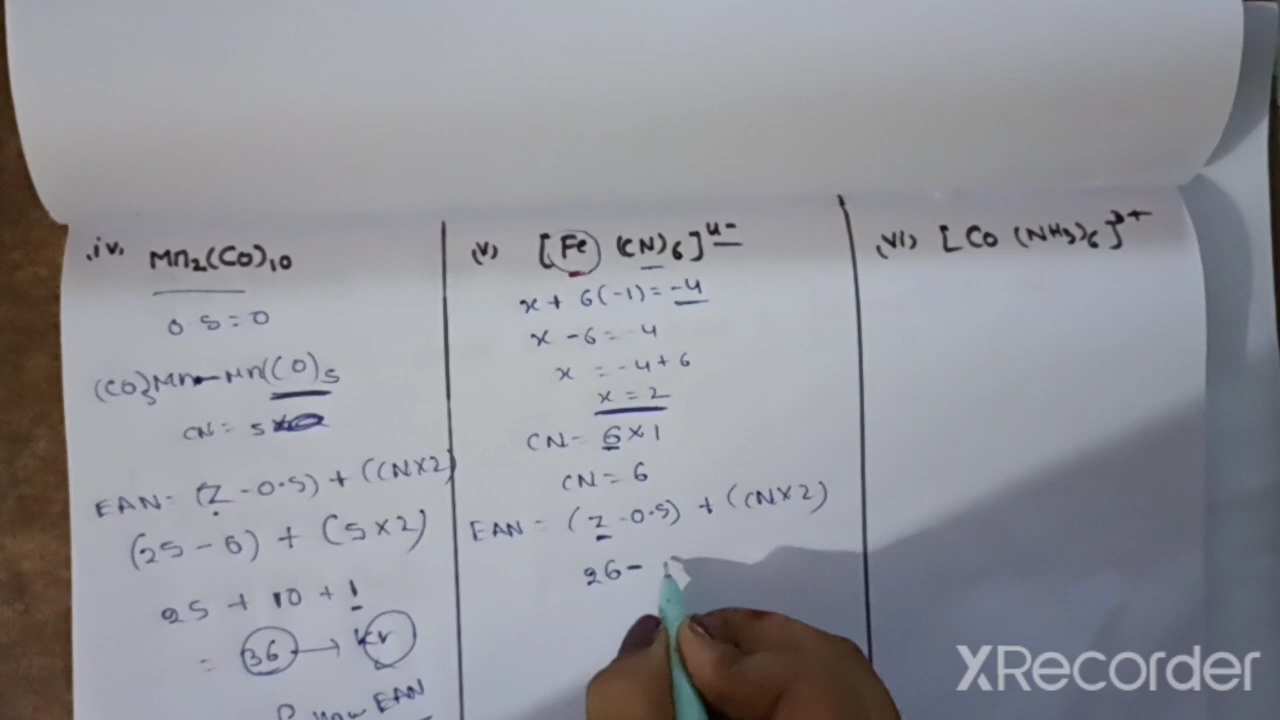 iv, Mn₂(Co)₁₀
O S = 0
(CO)₅Mn-Mn(CO)₅
CN = 5
EAN = (Z - O.S) + (CN×2)
(25 - 0) + (5×2)
25 + 10 + 1
= 36 → Kr
EAN
(v) [Fe (CN)₆]⁴⁻
x + 6(-1) = -4
x - 6 = -4
x = -4 + 6
x = 2
CN - 6×1
CN = 6
EAN = (Z - O.S) + (CN×2)
26 -
(vi) [Co (NH₃)₆]³⁺
XRecorder